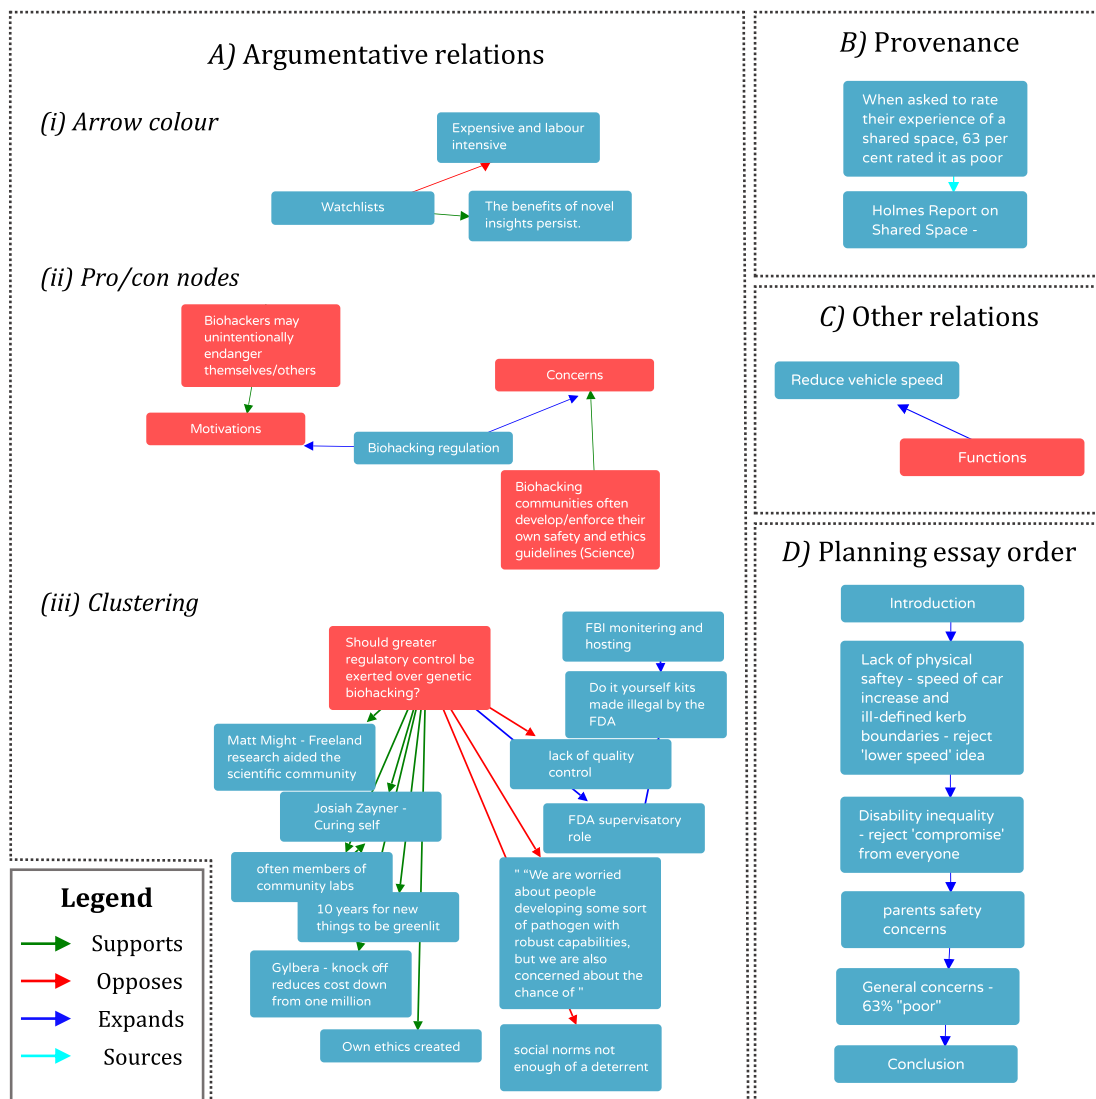 A) Argumentative relations
(i) Arrow colour
Expensive and labour
intensive
Watchlists
The benefits of novel
insights persist.
(ii) Pro/con nodes
Biohackers may
unintentionally
endanger
themselves/others
Concerns
Motivations
Biohacking regulation
Biohacking
communities often
develop/enforce their
own safety and ethics
guidelines (Science)
(iii) Clustering
Should greater
regulatory control be
exerted over genetic
biohacking?
FBI monitering and
hosting
Do it yourself kits
made illegal by the
FDA
Matt Might - Freeland
research aided the
scientific community
lack of quality
control
Josiah Zayner -
Curing self
FDA supervisatory
role
often members of
community labs
10 years for new
things to be greenlit
" “We are worried
about people
developing some sort
of pathogen with
robust capabilities,
but we are also
concerned about the
chance of "
Gylbera - knock off
reduces cost down
from one million
Own ethics created
social norms not
enough of a deterrent
Legend
Supports
Opposes
Expands
Sources
B) Provenance
When asked to rate
their experience of a
shared space, 63 per
cent rated it as poor
Holmes Report on
Shared Space -
C) Other relations
Reduce vehicle speed
Functions
D) Planning essay order
Introduction
Lack of physical
saftey - speed of car
increase and
ill-defined kerb
boundaries - reject
'lower speed' idea
Disability inequality
- reject 'compromise'
from everyone
parents safety
concerns
General concerns -
63% "poor"
Conclusion